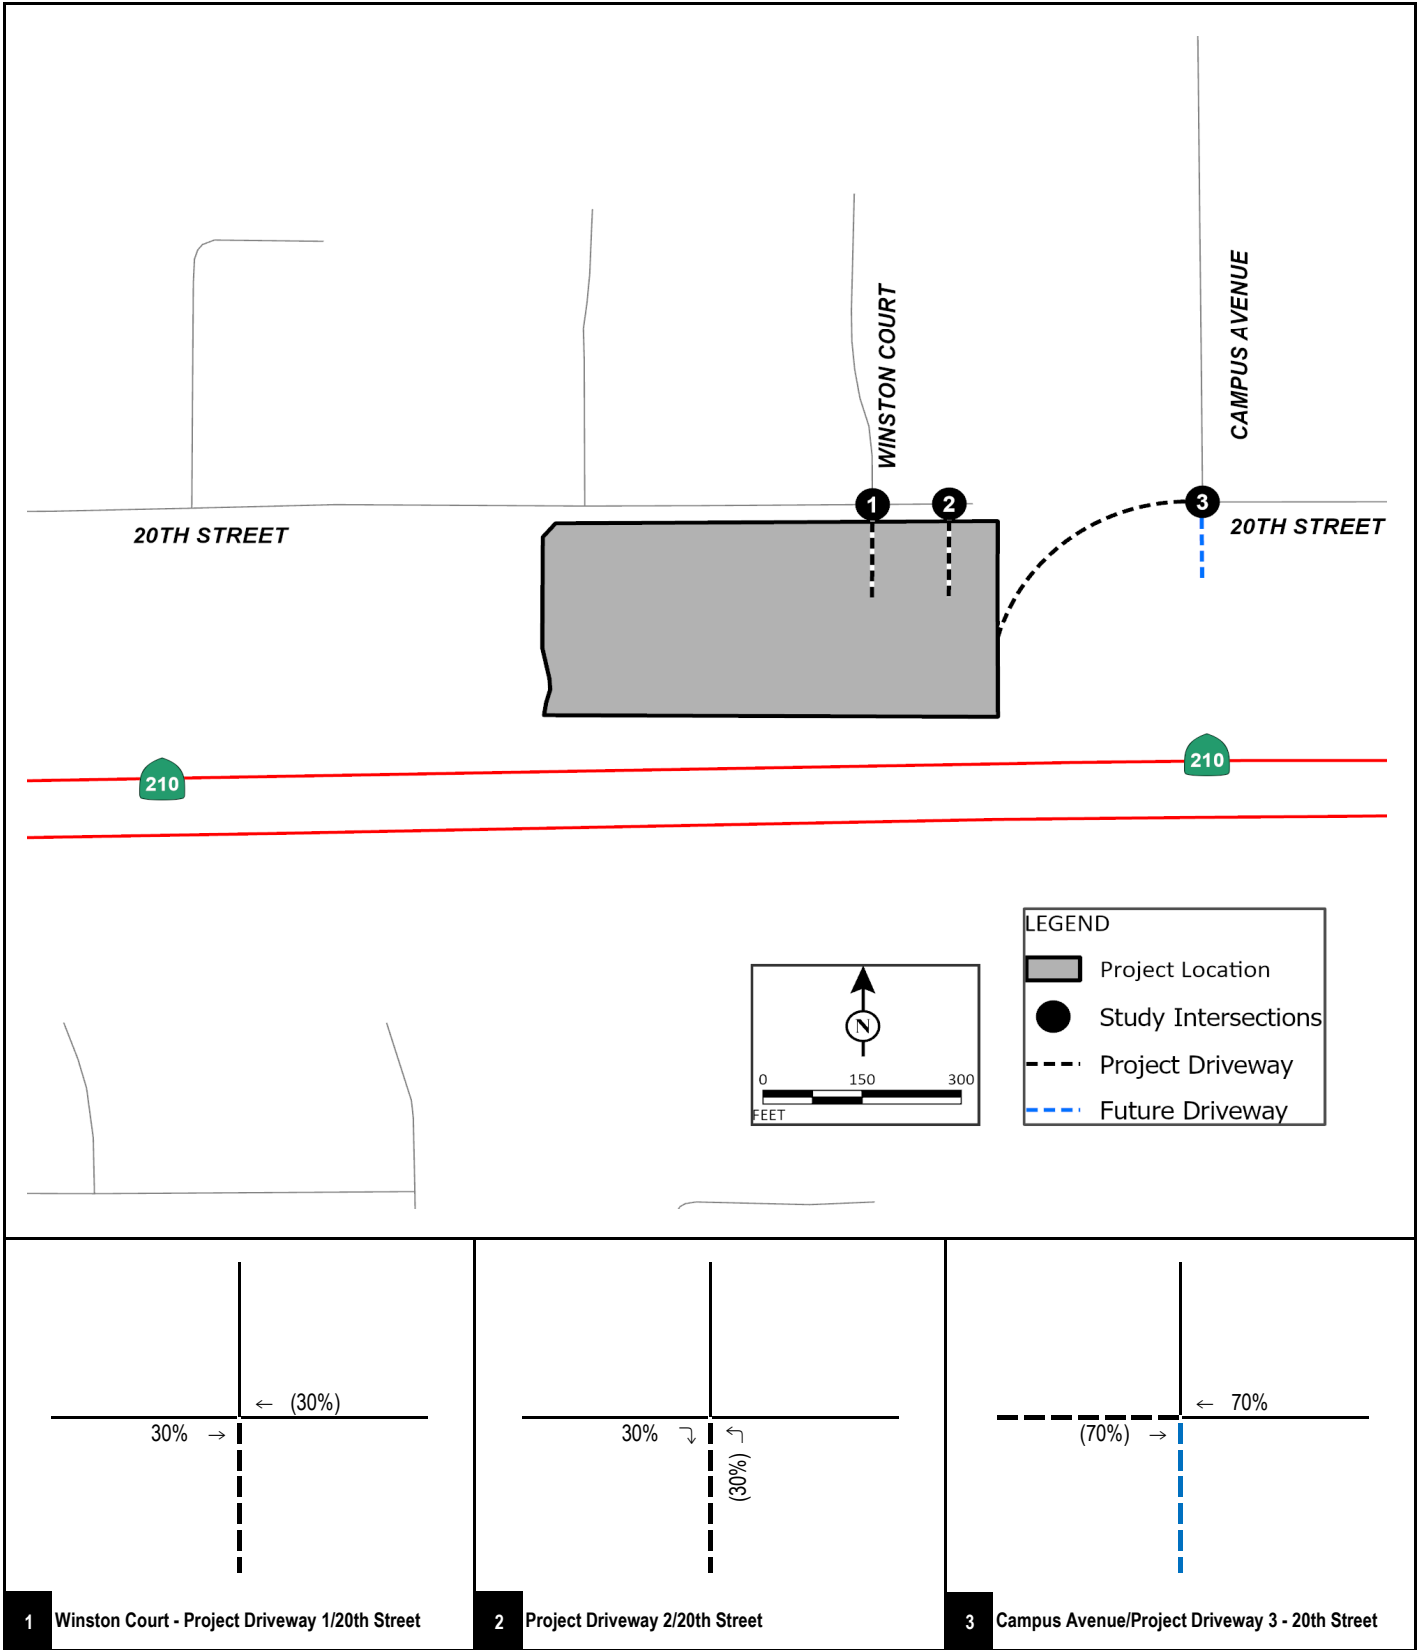 CAMPUS AVENUE
WINSTON COURT
1
2
3
20TH STREET
20TH STREET
210
210
LEGEND
Project Location
Study Intersections
Project Driveway
Future Driveway
N
0 150 300
FEET
← (30%)
30% →
1 Winston Court - Project Driveway 1/20th Street
30%
(30%)
2 Project Driveway 2/20th Street
← 70%
(70%) →
3 Campus Avenue/Project Driveway 3 - 20th Street